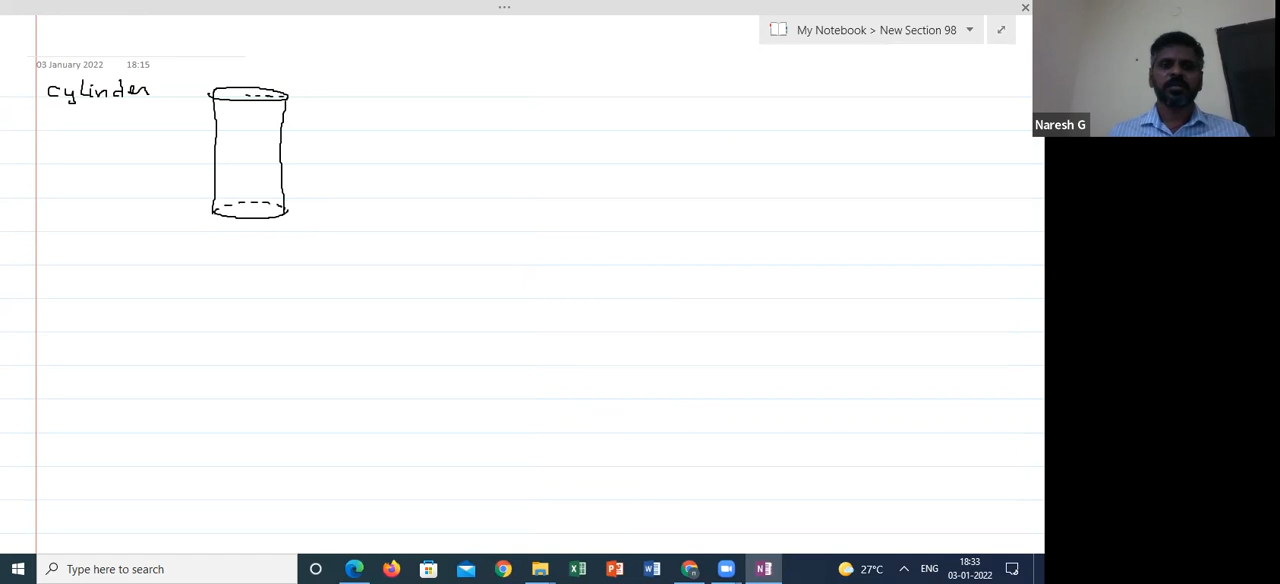 My Notebook > New Section 98
03 January 2022 18:15
cylinder
Naresh G
Type here to search
27°C ENG 18:33
03-01-2022